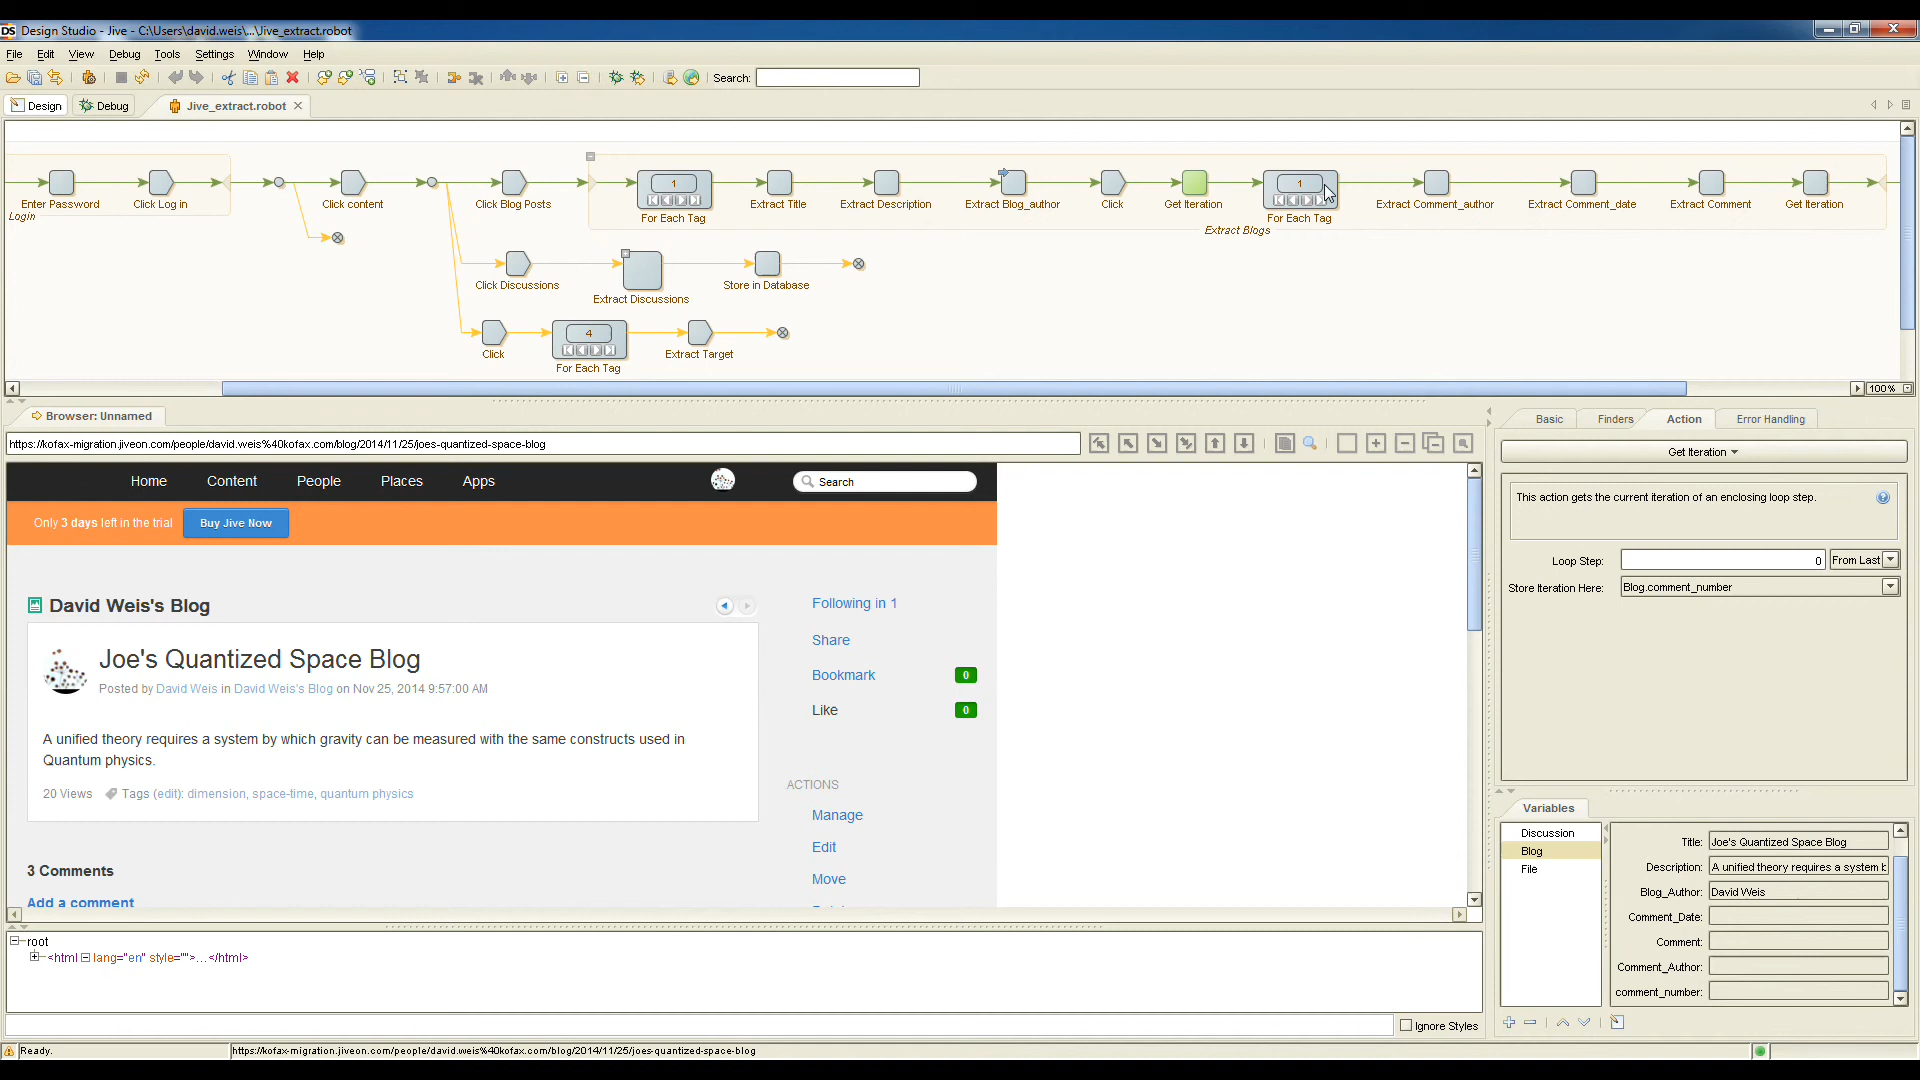 DS Design Studio - Jive - C:\Users\david.weis\...\Jive_extract.robot
File Edit View Debug Tools Settings Window Help
Search:
Design Debug Jive_extract.robot
1 1
Enter Password Click Log in Click content Click Blog Posts For Each Tag Extract Title Extract Description Extract Blog_author Click Get Iteration For Each Tag Extract Comment_author Extract Comment_date Extract Comment Get Iteration
Login
Extract Blogs
Click Discussions Extract Discussions Store in Database
4
Click For Each Tag Extract Target
100%
Browser: Unnamed
https://kofax-migration.jiveon.com/people/david.weis%40kofax.com/blog/2014/11/25/joes-quantized-space-blog
Home Content People Places Apps Search
Only 3 days left in the trial Buy Jive Now
David Weis's Blog
Joe's Quantized Space Blog
Posted by David Weis in David Weis's Blog on Nov 25, 2014 9:57:00 AM
A unified theory requires a system by which gravity can be measured with the same constructs used in
Quantum physics.
20 Views Tags (edit): dimension, space-time, quantum physics
3 Comments
Add a comment
Following in 1
Share
Bookmark 0
Like 0
ACTIONS
Manage
Edit
Move
root
<html lang="en" style="">...</html>
Ignore Styles
Basic Finders Action Error Handling
Get Iteration
This action gets the current iteration of an enclosing loop step.
Loop Step: 0 From Last
Store Iteration Here: Blog.comment_number
Variables
Discussion
Blog
File
Title: Joe's Quantized Space Blog
Description: A unified theory requires a system b
Blog_Author: David Weis
Comment_Date:
Comment:
Comment_Author:
comment_number:
Ready. https://kofax-migration.jiveon.com/people/david.weis%40kofax.com/blog/2014/11/25/joes-quantized-space-blog